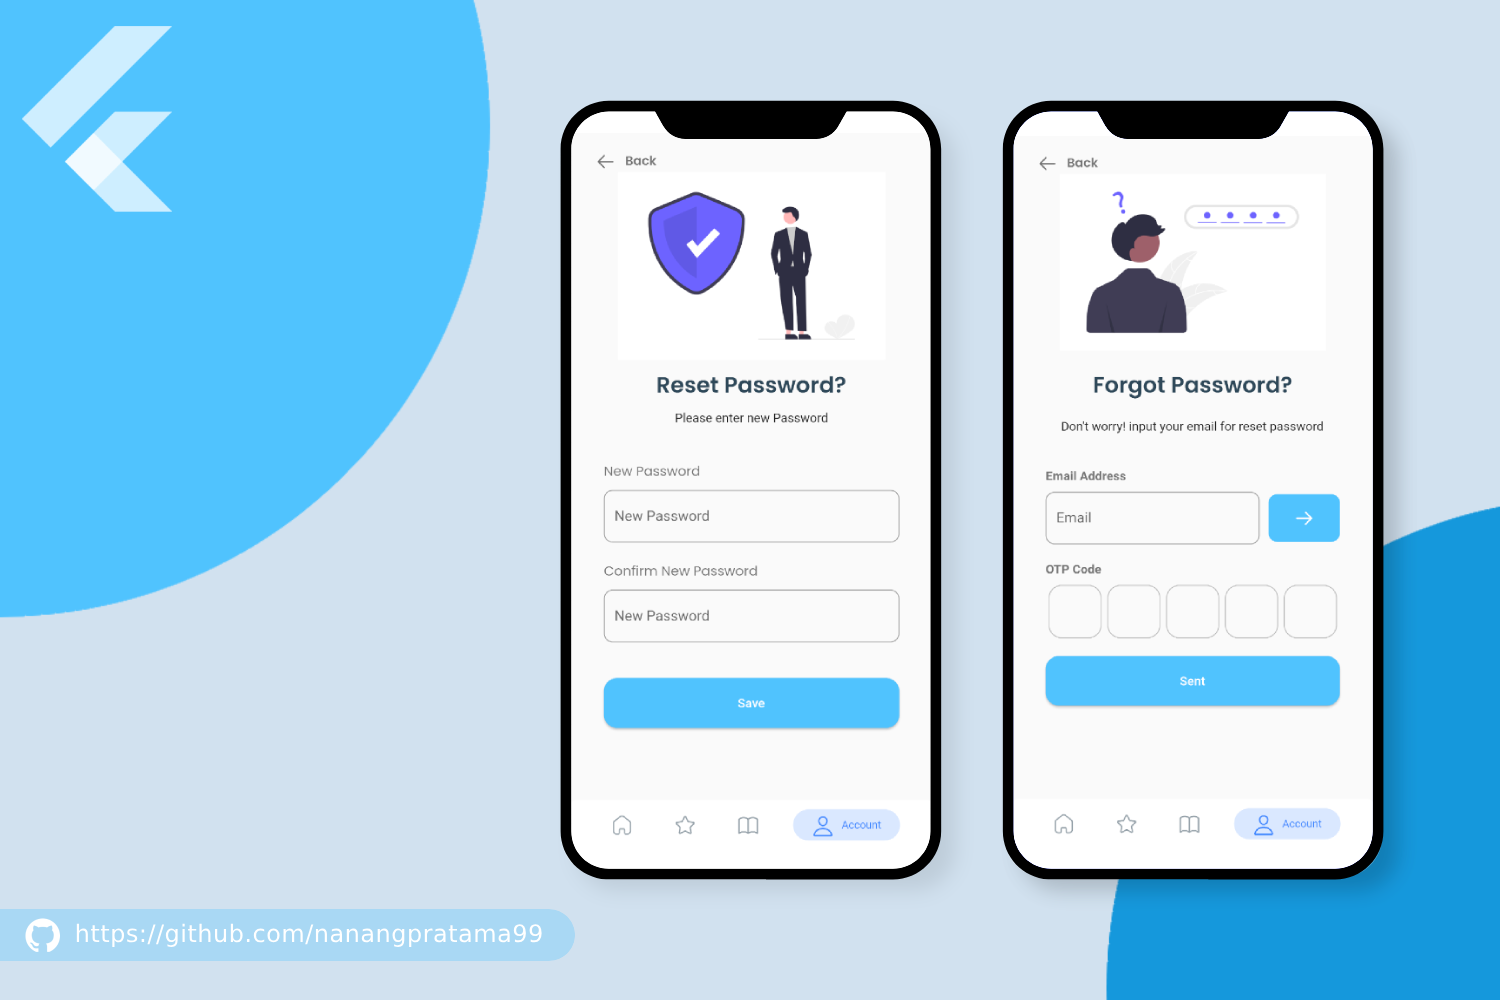 Back
Reset Password?
Please enter new Password
New Password
New Password
Confirm New Password
New Password
Save
Account
Back
?
Forgot Password?
Don't worry! input your email for reset password
Email Address
Email
OTP Code
Sent
Account
https://github.com/nanangpratama99